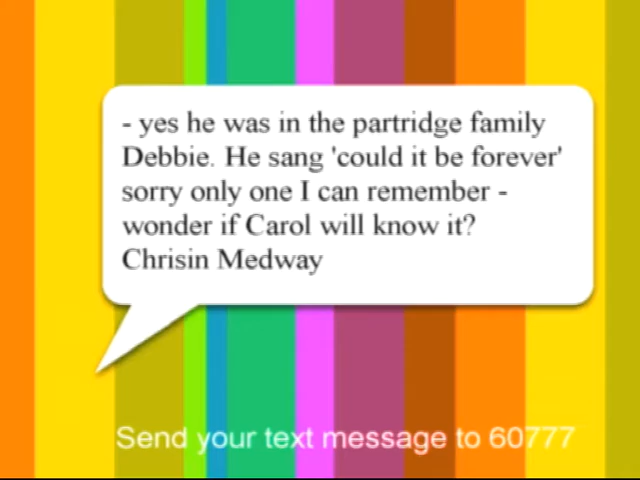 - yes he was in the partridge family
Debbie. He sang 'could it be forever'
sorry only one I can remember -
wonder if Carol will know it?
Chrisin Medway
Send your text message to 60777